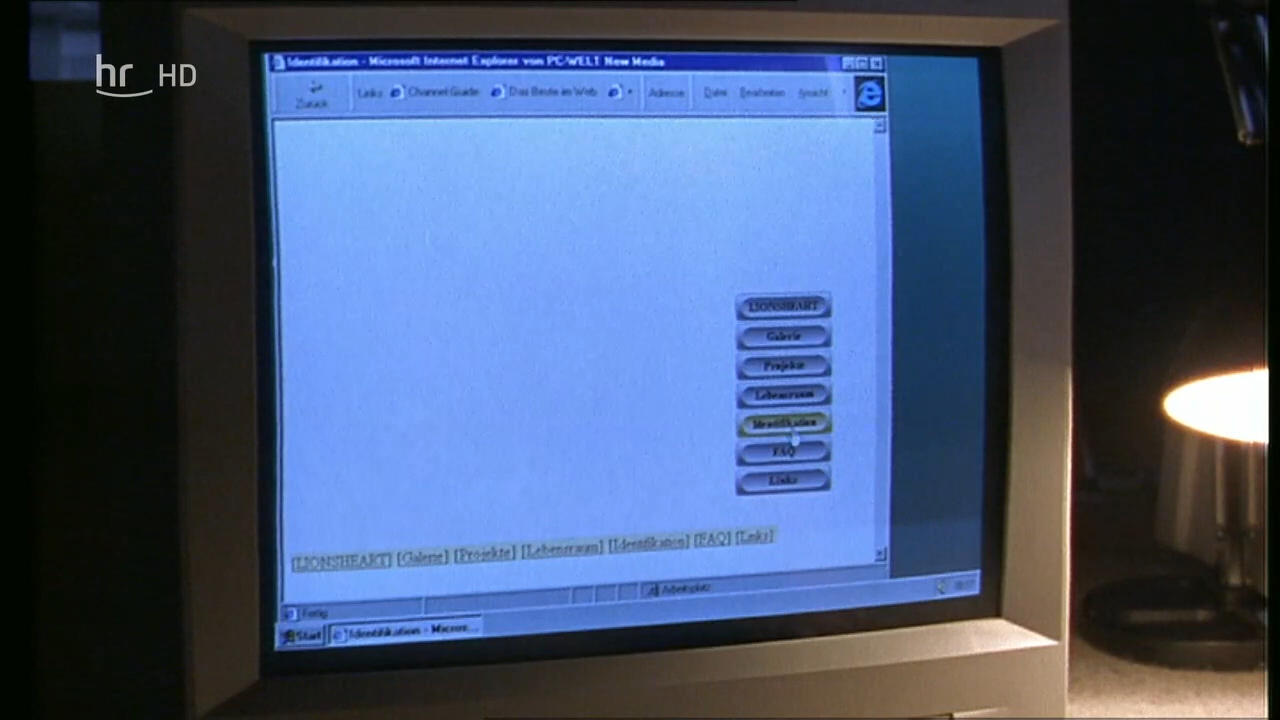 hr HD
Identifikation - Microsoft Internet Explorer von PC-WELT New Media
Zurück Links Channel Guide Das Beste im Web Adresse Datei Bearbeiten Ansicht
LIONSHEART
Galerie
Projekte
Lebensraum
Identifikation
FAQ
Links
[LIONSHEART] [Galerie] [Projekte] [Lebensraum] [Identifikation] [FAQ] [Links]
Fertig Arbeitsplatz
Start Identifikation - Micros...